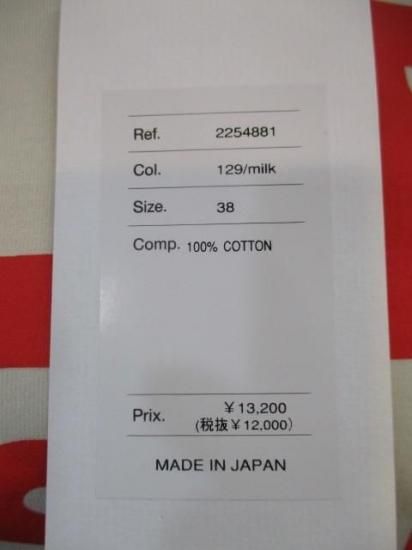 Ref. 2254881
Col. 129/milk
Size. 38
Comp. 100% COTTON
Prix. ¥13,200
(税抜¥12,000)
MADE IN JAPAN